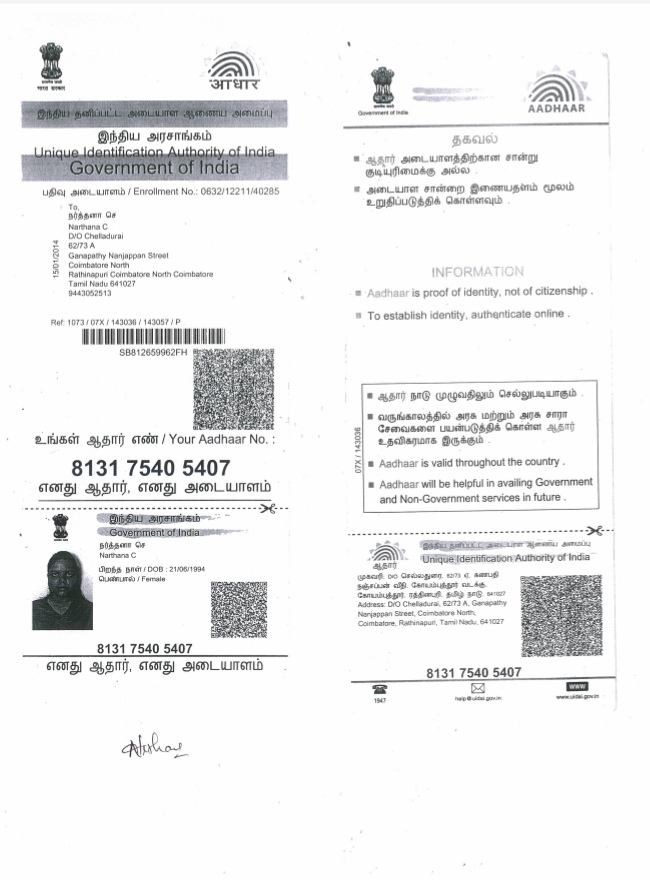 भारत सरकार
आधार
இந்திய தனிப்பட்ட அடையாள ஆணைய அமைப்பு
இந்திய அரசாங்கம்
Unique Identification Authority of India
Government of India
பதிவு அடையாளம் / Enrollment No.: 0632/12211/40285
To,
நர்த்தனா செ
Narthana C
D/O Chelladurai
62/73 A
Ganapathy Nanjappan Street
Coimbatore North
Rathinapuri Coimbatore North Coimbatore
Tamil Nadu 641027
9443052513
15/01/2014
Ref: 1073 / 07X / 143036 / 143057 / P
SB812659962FH
உங்கள் ஆதார் எண் / Your Aadhaar No. :
8131 7540 5407
எனது ஆதார், எனது அடையாளம்
இந்திய அரசாங்கம்
Government of India
நர்த்தனா செ
Narthana C
பிறந்த நாள் / DOB : 21/06/1994
பெண்பால் / Female
8131 7540 5407
எனது ஆதார், எனது அடையாளம்
Government of India
AADHAAR
தகவல்
ஆதார் அடையாளத்திற்கான சான்று
குடியுரிமைக்கு அல்ல .
அடையாள சான்றை இணையதளம் மூலம்
உறுதிப்படுத்திக் கொள்ளவும் .
INFORMATION
Aadhaar is proof of identity, not of citizenship .
To establish identity, authenticate online .
ஆதார் நாடு முழுவதிலும் செல்லுபடியாகும் .
வருங்காலத்தில் அரசு மற்றும் அரசு சாரா
சேவைகளை பயன்படுத்திக் கொள்ள ஆதார்
உதவிகரமாக இருக்கும் .
Aadhaar is valid throughout the country .
Aadhaar will be helpful in availing Government
and Non-Government services in future .
07X / 143036
இந்திய தனிப்பட்ட அடையாள ஆணைய அமைப்பு
Unique Identification Authority of India
ஆதார்
முகவரி: D/O செல்லதுரை, 62/73 ஏ, கணபதி
நஞ்சப்பன் வீதி, கோயம்புத்தூர் வடக்கு,
கோயம்புத்தூர், ரத்தினபுரி, தமிழ் நாடு, 641027
Address: D/O Chelladurai, 62/73 A, Ganapathy
Nanjappan Street, Coimbatore North,
Coimbatore, Rathinapuri, Tamil Nadu, 641027
8131 7540 5407
1947
help@uidai.gov.in
WWW
www.uidai.gov.in